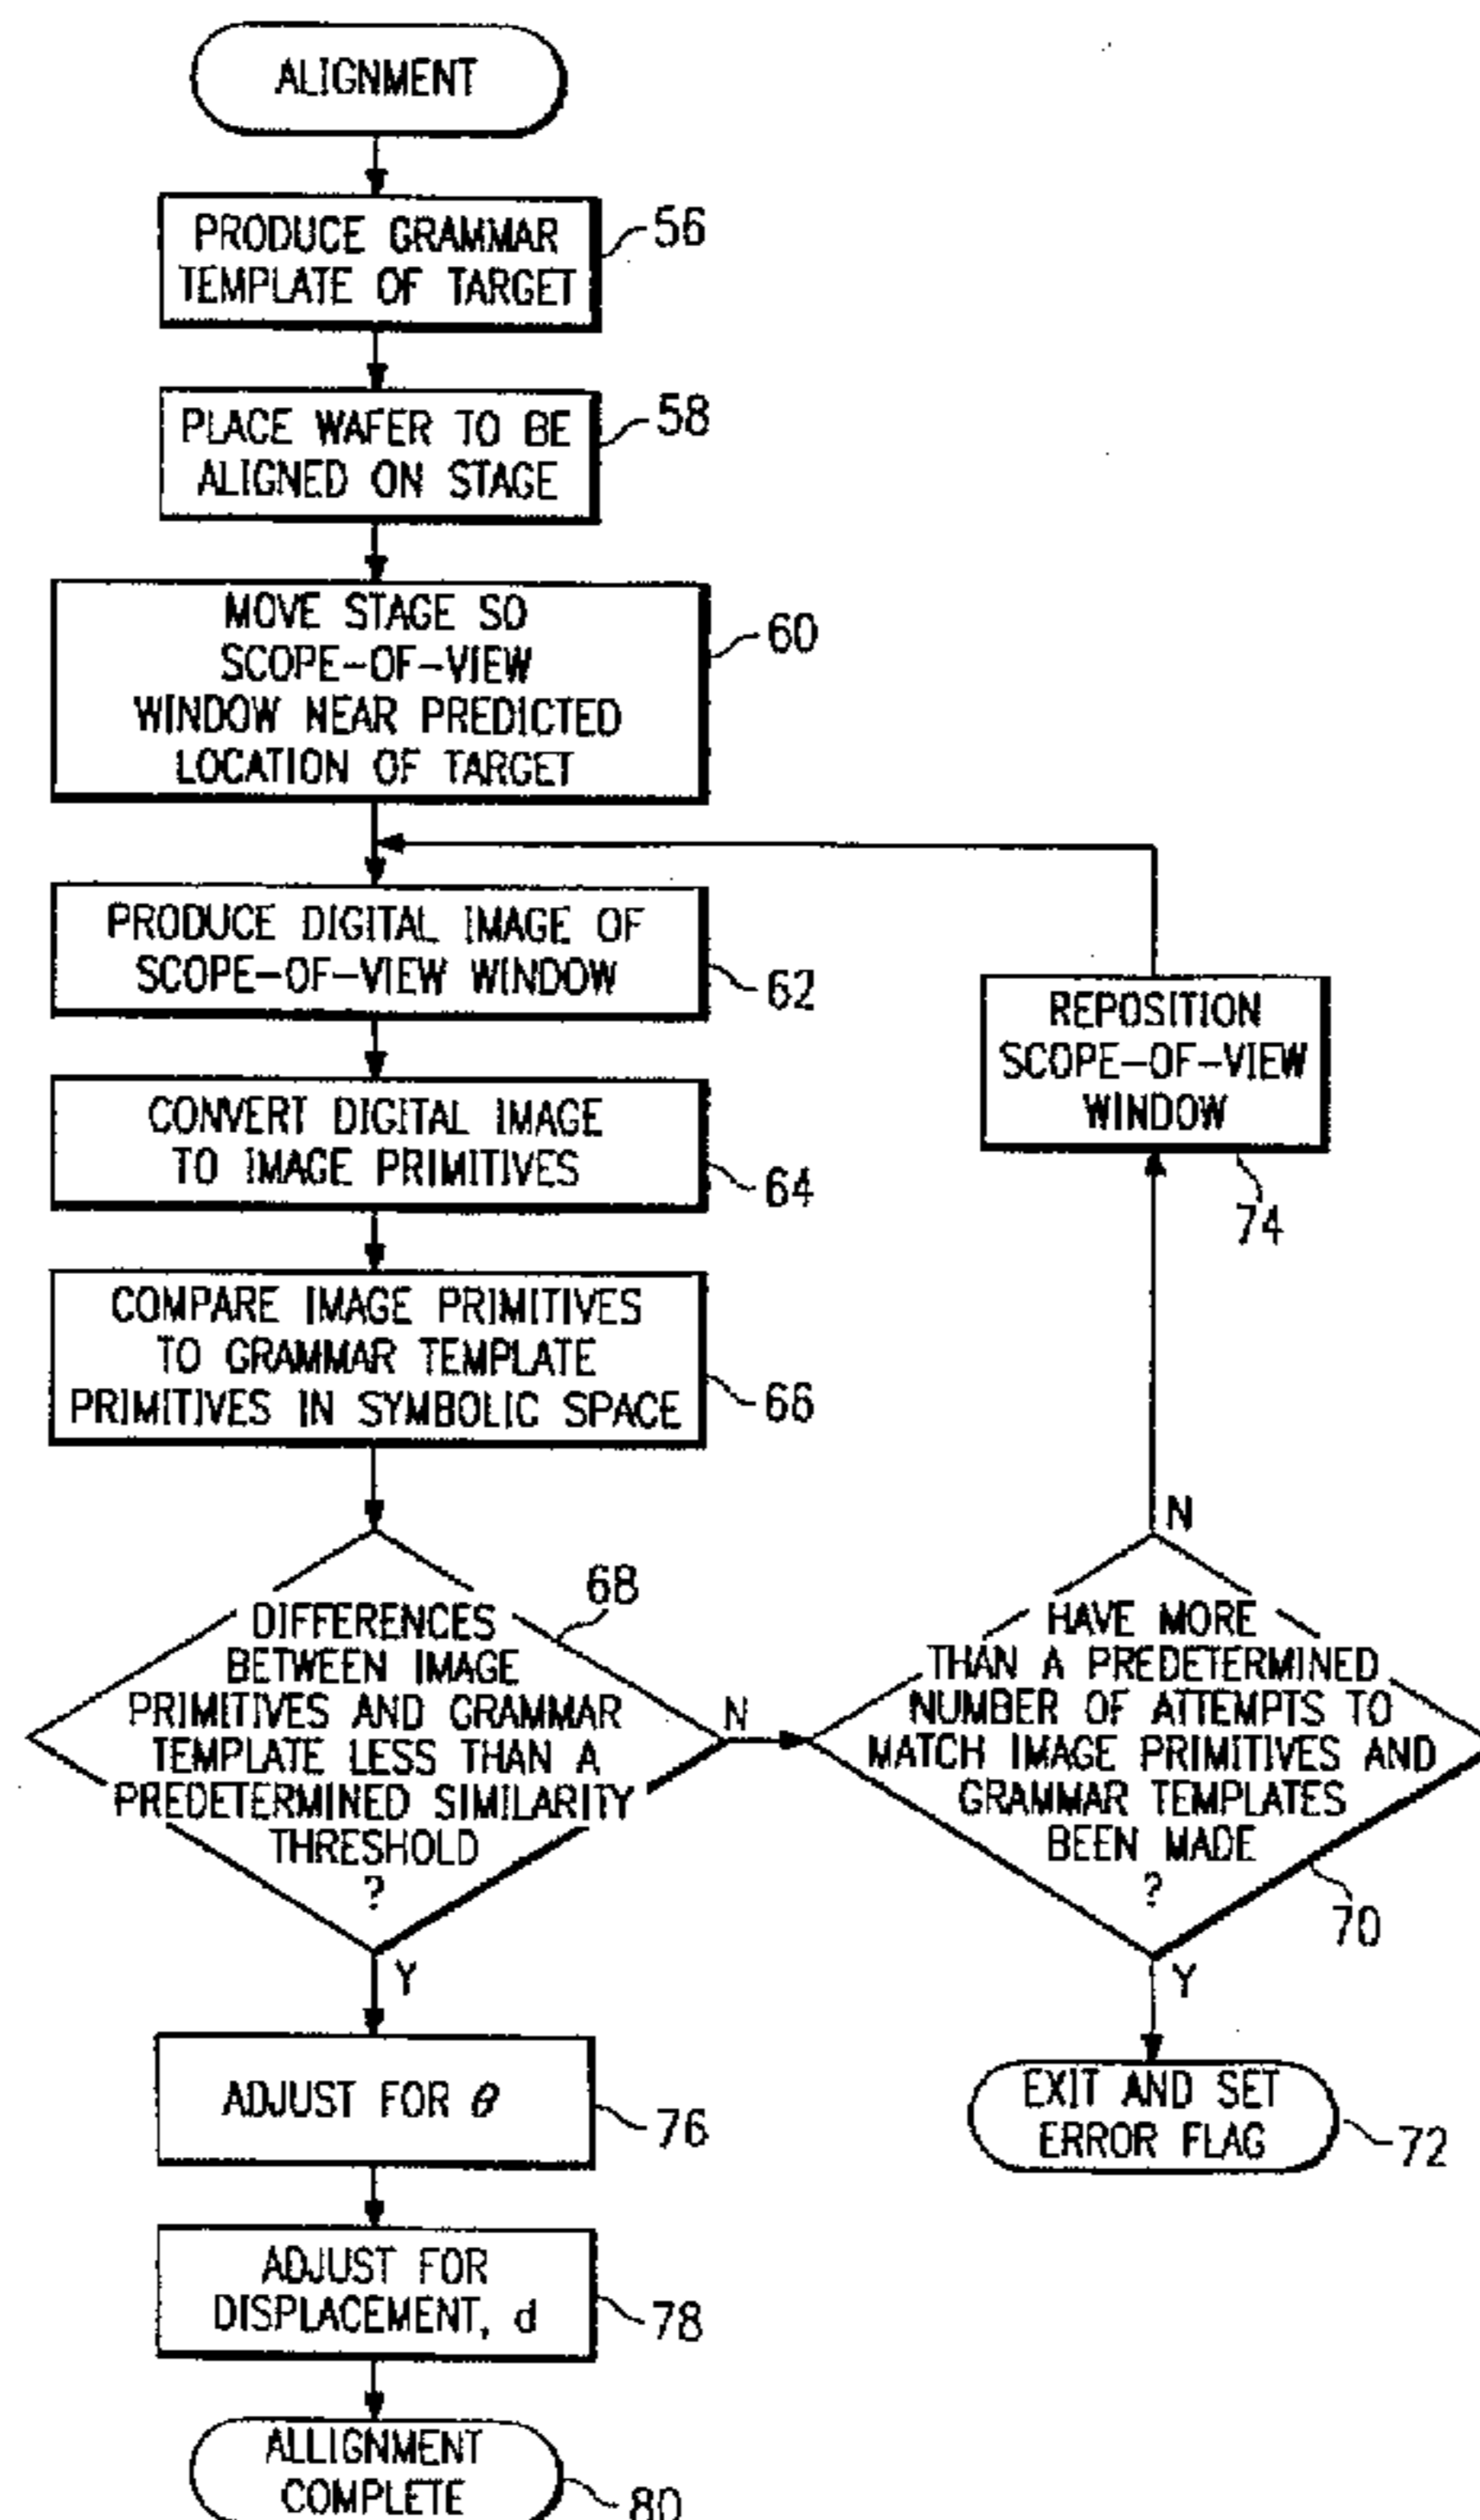 ALIGNMENT
PRODUCE GRAMMAR
TEMPLATE OF TARGET
56
PLACE WAFER TO BE
ALIGNED ON STAGE
58
MOVE STAGE SO
SCOPE-OF-VIEW
WINDOW NEAR PREDICTED
LOCATION OF TARGET
60
PRODUCE DIGITAL IMAGE OF
SCOPE-OF-VIEW WINDOW
62
CONVERT DIGITAL IMAGE
TO IMAGE PRIMITIVES
64
COMPARE IMAGE PRIMITIVES
TO GRAMMAR TEMPLATE
PRIMITIVES IN SYMBOLIC SPACE
66
DIFFERENCES
BETWEEN IMAGE
PRIMITIVES AND GRAMMAR
TEMPLATE LESS THAN A
PREDETERMINED SIMILARITY
THRESHOLD
?
68
N
Y
REPOSITION
SCOPE-OF-VIEW
WINDOW
74
N
HAVE MORE
THAN A PREDETERMINED
NUMBER OF ATTEMPTS TO
MATCH IMAGE PRIMITIVES AND
GRAMMAR TEMPLATES
BEEN MADE
?
70
Y
EXIT AND SET
ERROR FLAG
72
ADJUST FOR θ
76
ADJUST FOR
DISPLACEMENT, d
78
ALLIGNMENT
COMPLETE
80